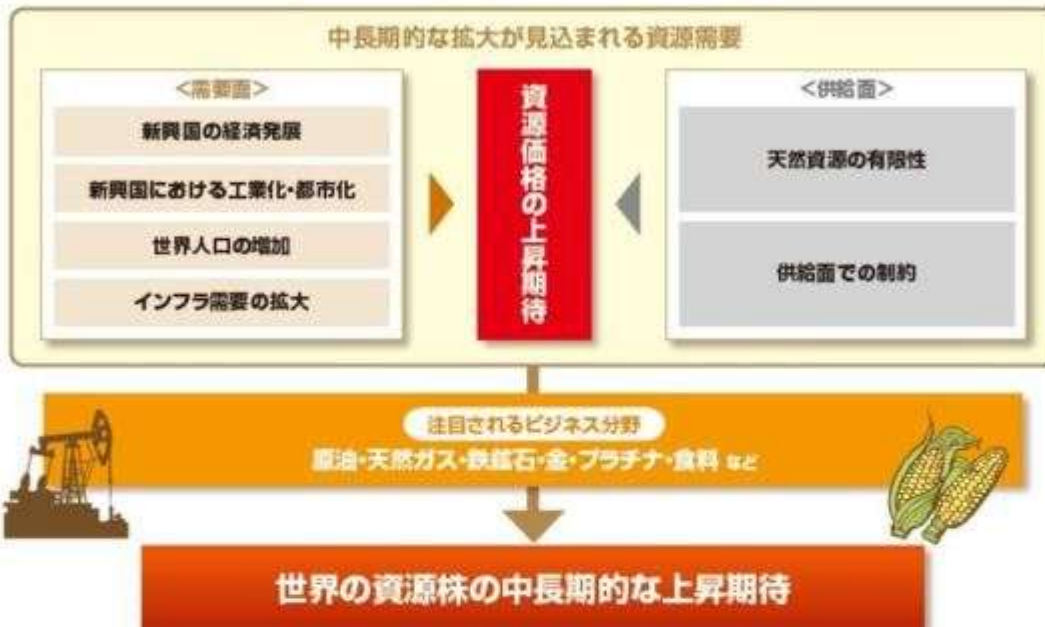 中長期的な拡大が見込まれる資源需要
<需要面>
新興国の経済発展
新興国における工業化・都市化
世界人口の増加
インフラ需要の拡大
資源価格の上昇期待
<供給面>
天然資源の有限性
供給面での制約
注目されるビジネス分野
原油・天然ガス・鉄鉱石・金・プラチナ・食料 など
世界の資源株の中長期的な上昇期待